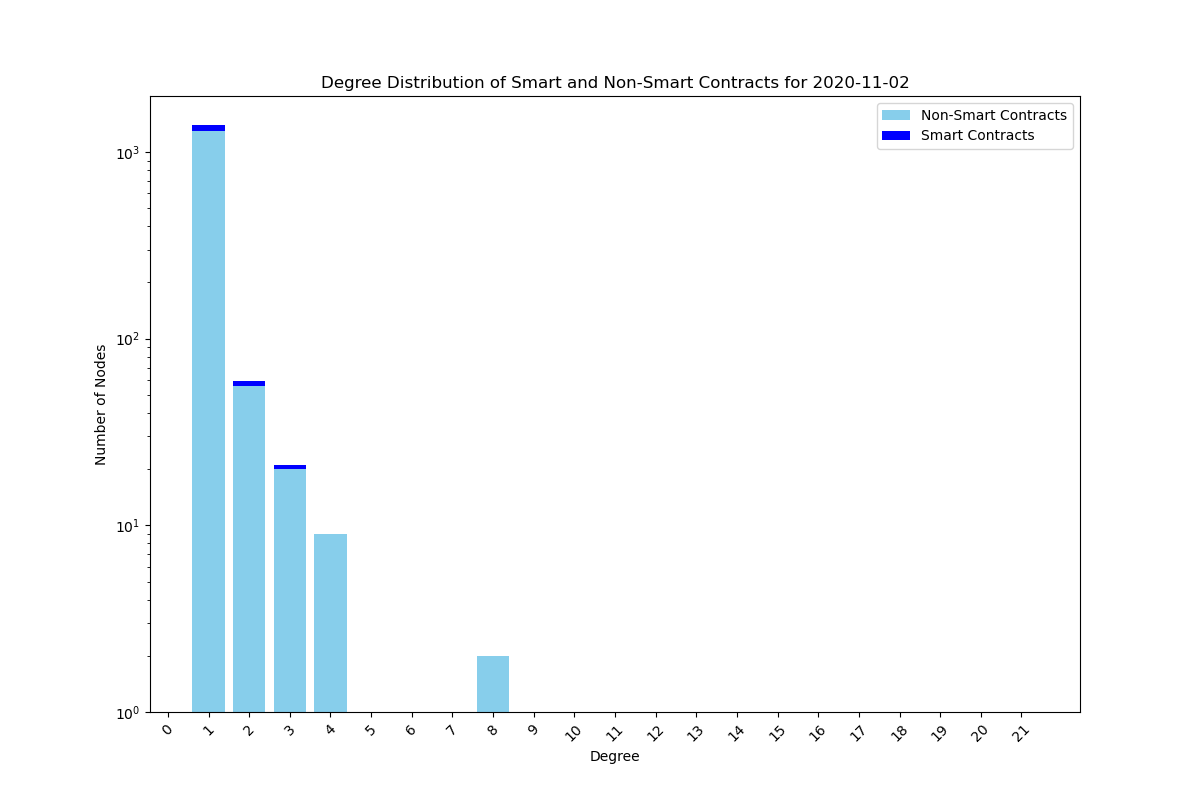 Degree Distribution of Smart and Non-Smart Contracts for 2020-11-02
Non-Smart Contracts
Smart Contracts
10³
10²
10¹
10⁰
Number of Nodes
0 1 2 3 4 5 6 7 8 9 10 11 12 13 14 15 16 17 18 19 20 21
Degree